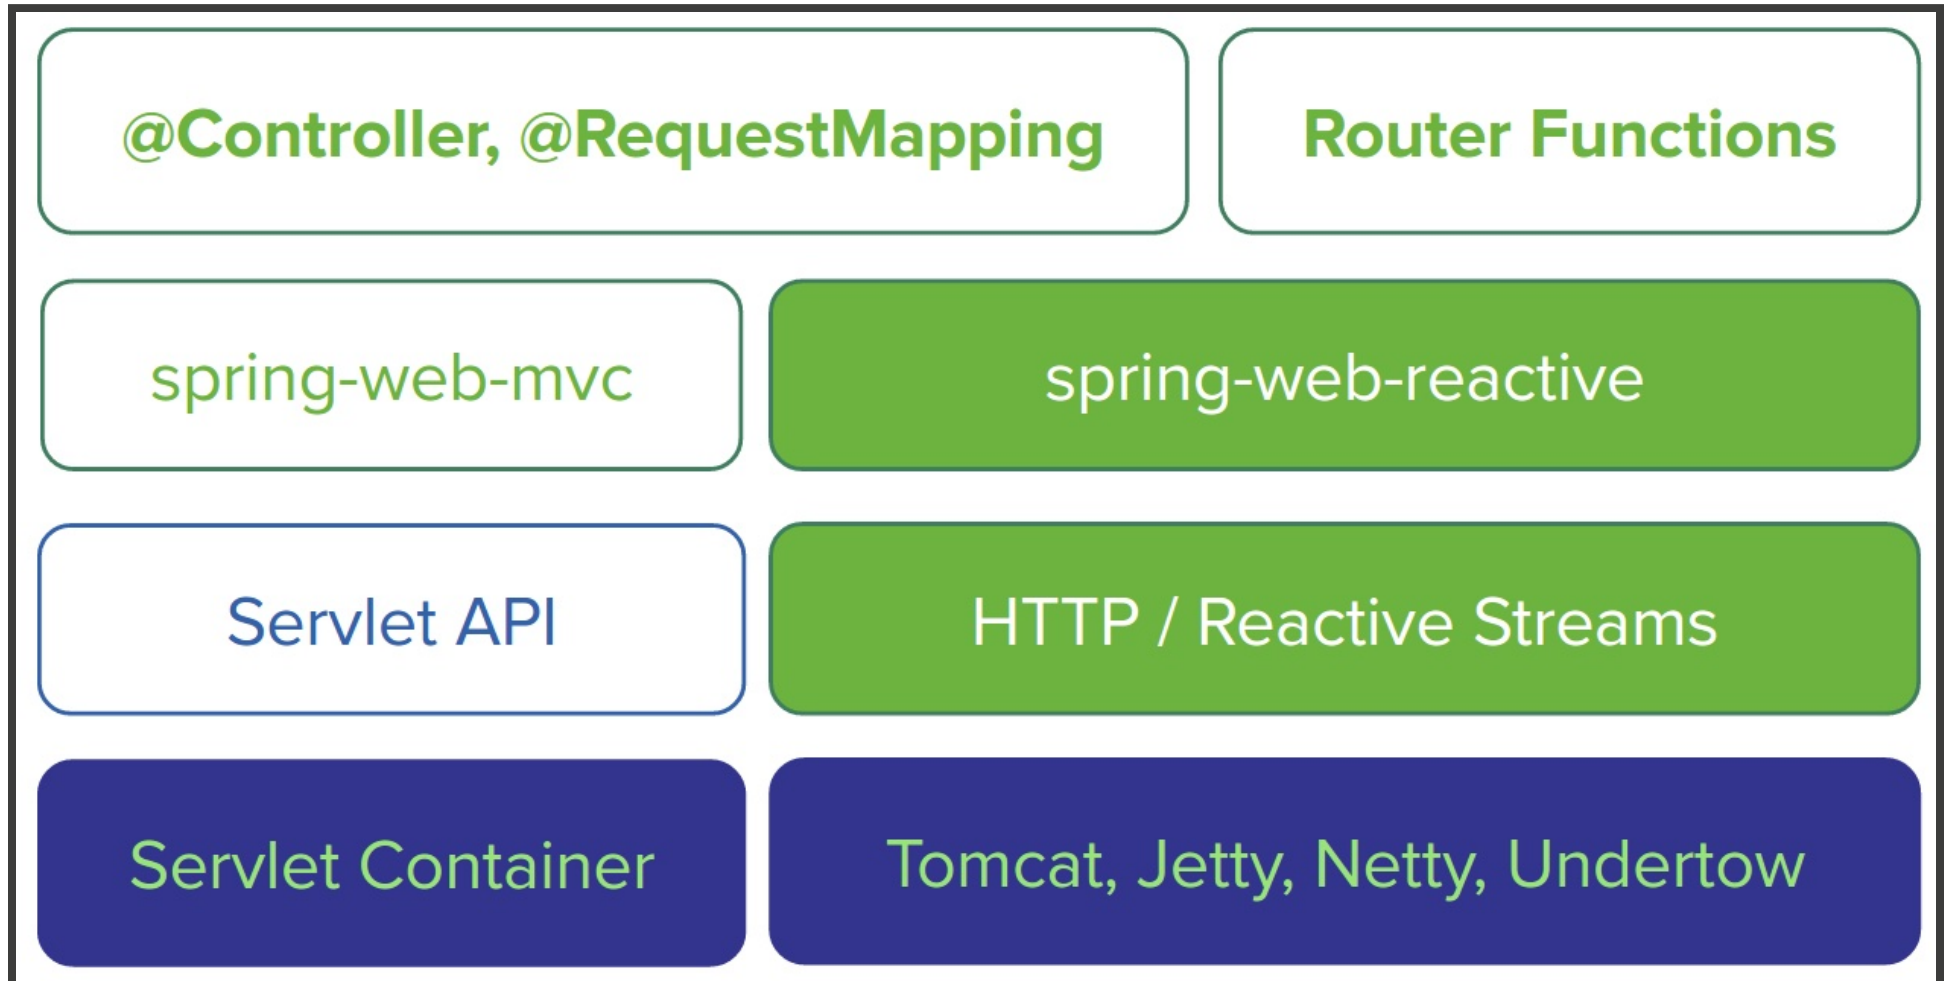 @Controller, @RequestMapping
Router Functions
spring-web-mvc
spring-web-reactive
Servlet API
HTTP / Reactive Streams
Servlet Container
Tomcat, Jetty, Netty, Undertow